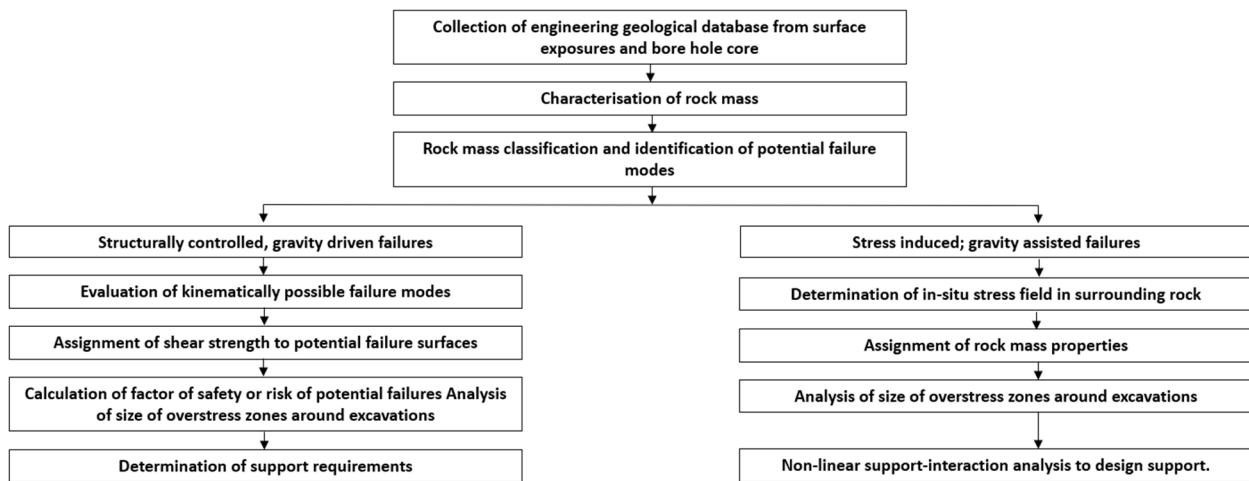 Collection of engineering geological database from surface
exposures and bore hole core
Characterisation of rock mass
Rock mass classification and identification of potential failure
modes
Structurally controlled, gravity driven failures
Evaluation of kinematically possible failure modes
Assignment of shear strength to potential failure surfaces
Calculation of factor of safety or risk of potential failures Analysis
of size of overstress zones around excavations
Determination of support requirements
Stress induced; gravity assisted failures
Determination of in-situ stress field in surrounding rock
Assignment of rock mass properties
Analysis of size of overstress zones around excavations
Non-linear support-interaction analysis to design support.